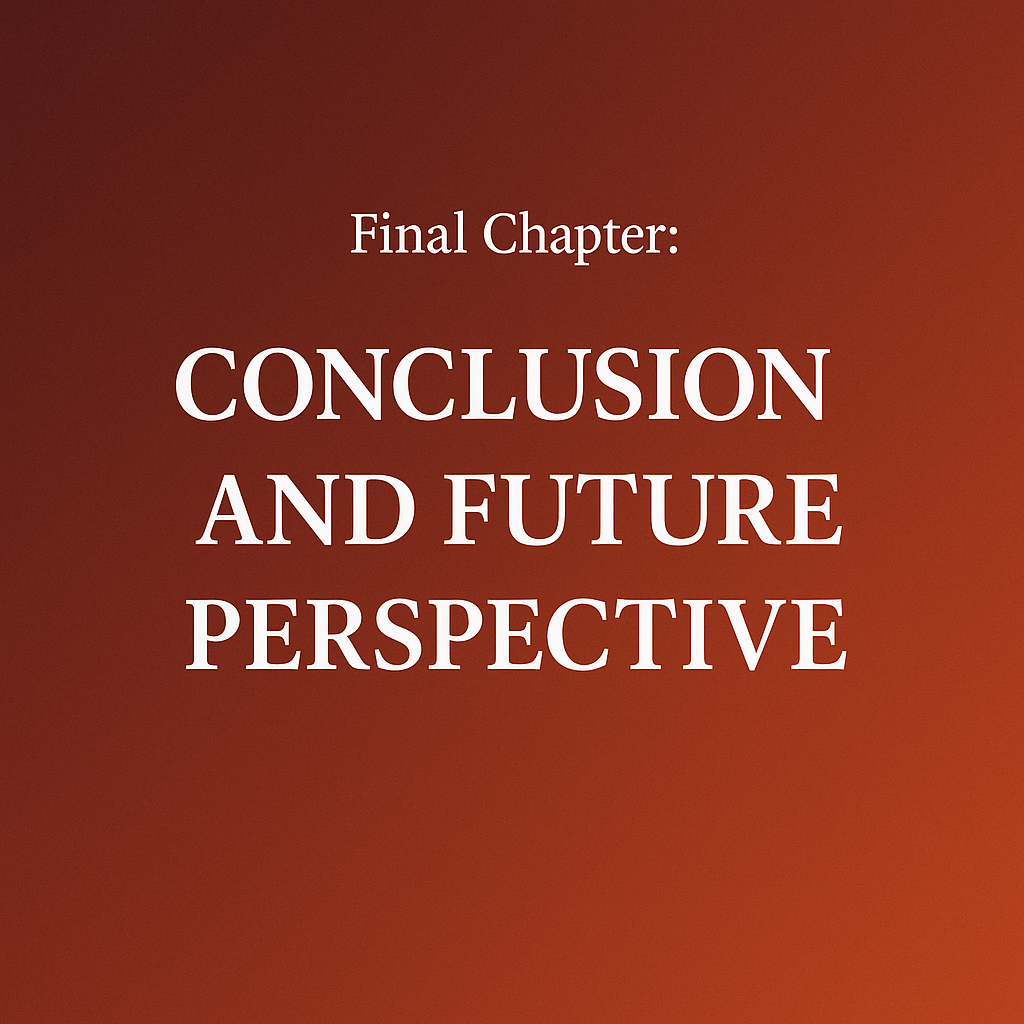 Final Chapter:
CONCLUSION
AND FUTURE
PERSPECTIVE